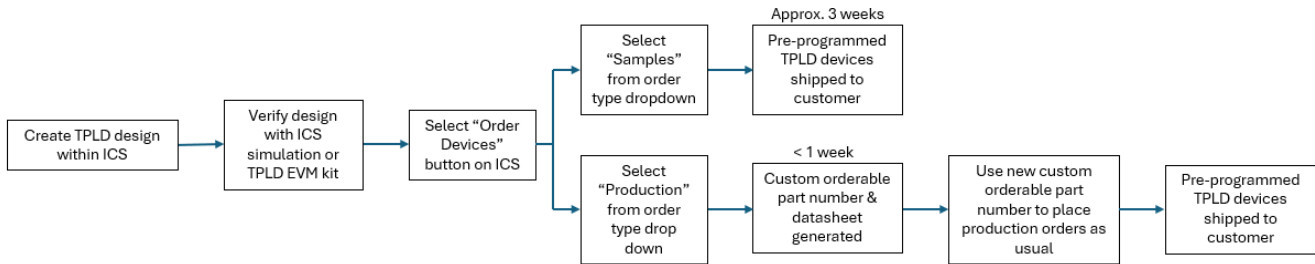 Create TPLD design
within ICS
Verify design
with ICS
simulation or
TPLD EVM kit
Select “Order
Devices”
button on ICS
Select
“Samples”
from order
type dropdown
Approx. 3 weeks
Pre-programmed
TPLD devices
shipped to
customer
Select
“Production”
from order
type drop
down
< 1 week
Custom orderable
part number &
datasheet
generated
Use new custom
orderable part
number to place
production orders as
usual
Pre-programmed
TPLD devices
shipped to
customer